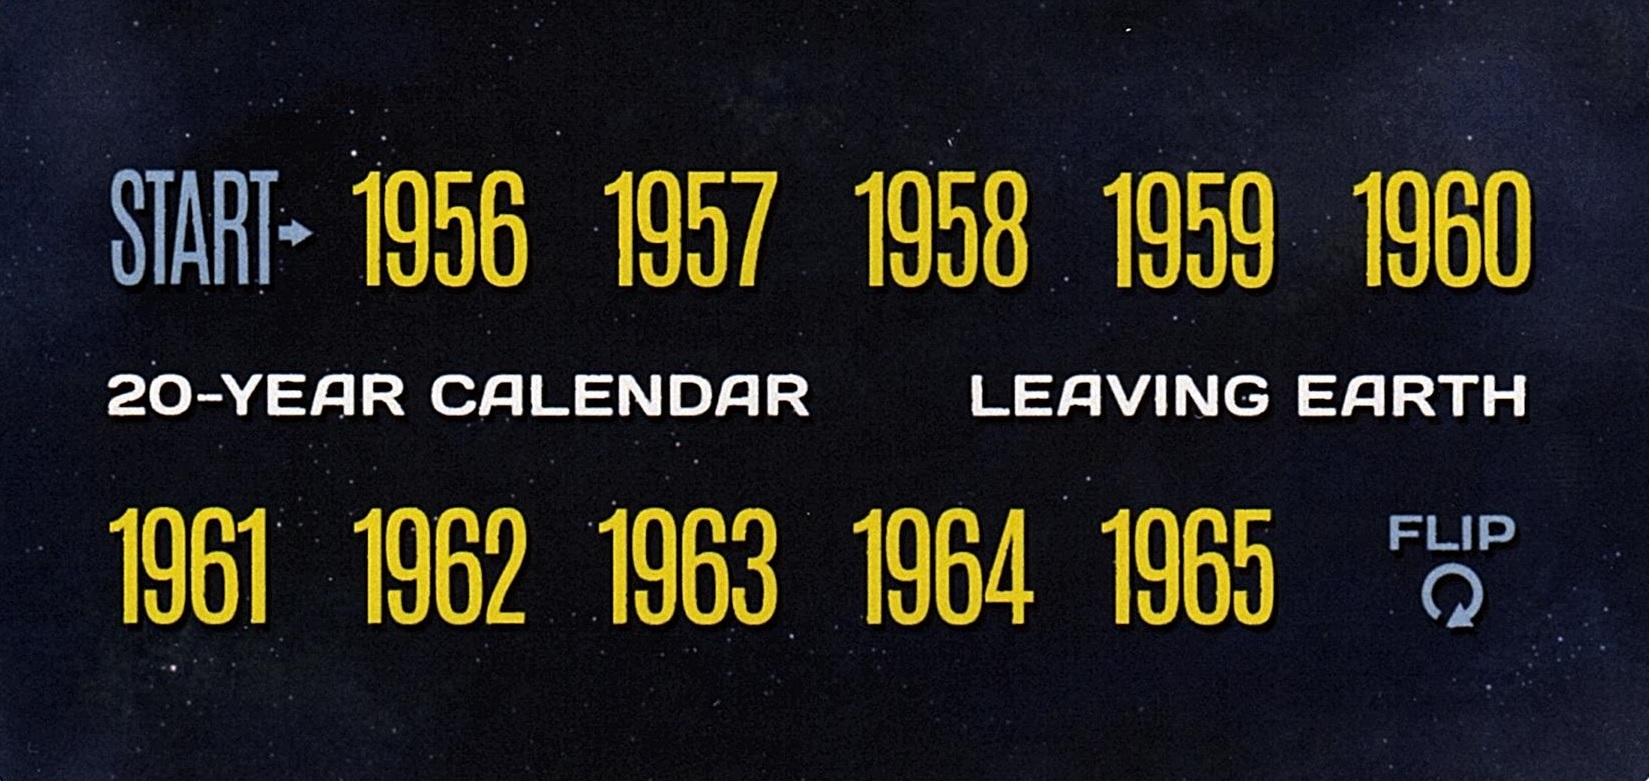 START→ 1956 1957 1958 1959 1960
20-YEAR CALENDAR LEAVING EARTH
1961 1962 1963 1964 1965 FLIP